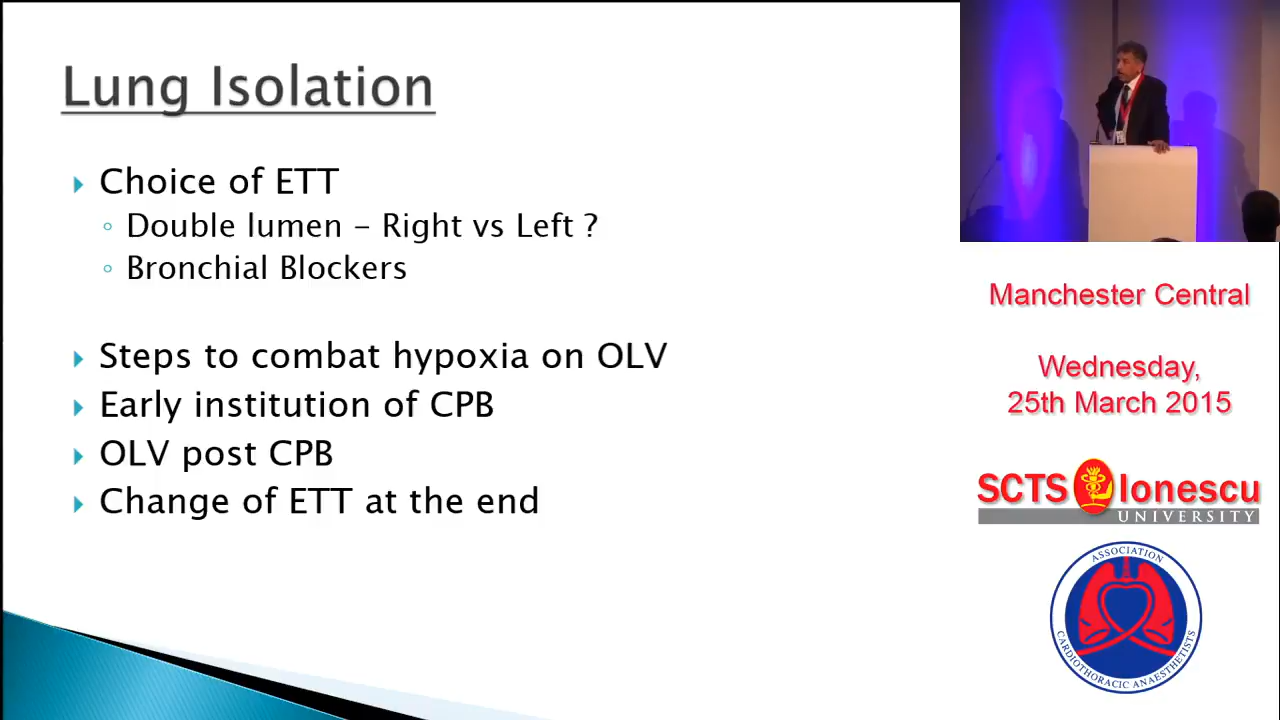 Lung Isolation
Choice of ETT
Double lumen – Right vs Left ?
Bronchial Blockers
Steps to combat hypoxia on OLV
Early institution of CPB
OLV post CPB
Change of ETT at the end
Manchester Central
Wednesday,
25th March 2015
SCTS Ionescu
UNIVERSITY
ASSOCIATION
CARDIOTHORACIC ANAESTHETISTS